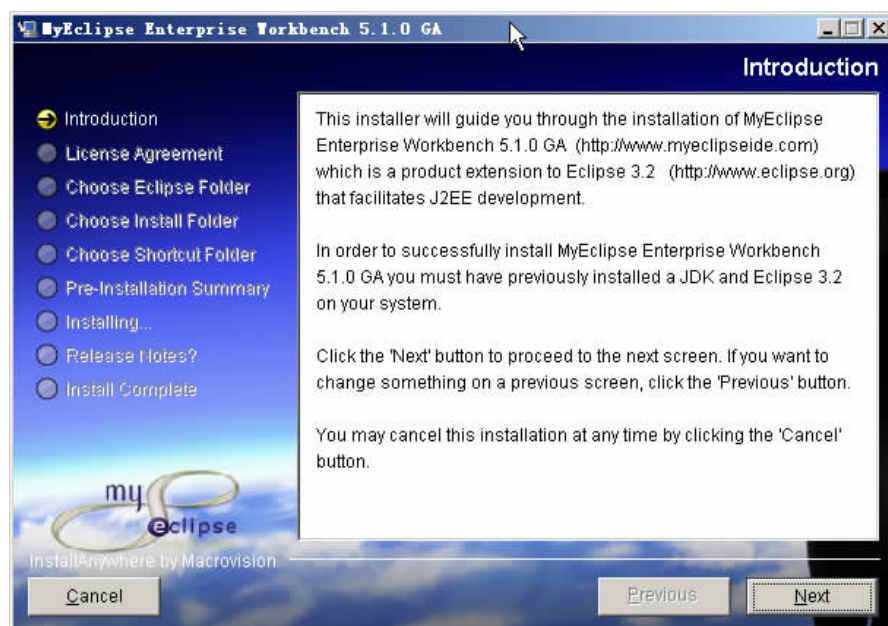 MyEclipse Enterprise Workbench 5.1.0 GA
Introduction
Introduction
License Agreement
Choose Eclipse Folder
Choose Install Folder
Choose Shortcut Folder
Pre-Installation Summary
Installing...
Release Notes?
Install Complete
This installer will guide you through the installation of MyEclipse
Enterprise Workbench 5.1.0 GA (http://www.myeclipseide.com)
which is a product extension to Eclipse 3.2 (http://www.eclipse.org)
that facilitates J2EE development.
In order to successfully install MyEclipse Enterprise Workbench
5.1.0 GA you must have previously installed a JDK and Eclipse 3.2
on your system.
Click the 'Next' button to proceed to the next screen. If you want to
change something on a previous screen, click the 'Previous' button.
You may cancel this installation at any time by clicking the 'Cancel'
button.
my
eclipse
InstallAnywhere by Macrovision
Cancel
Previous
Next